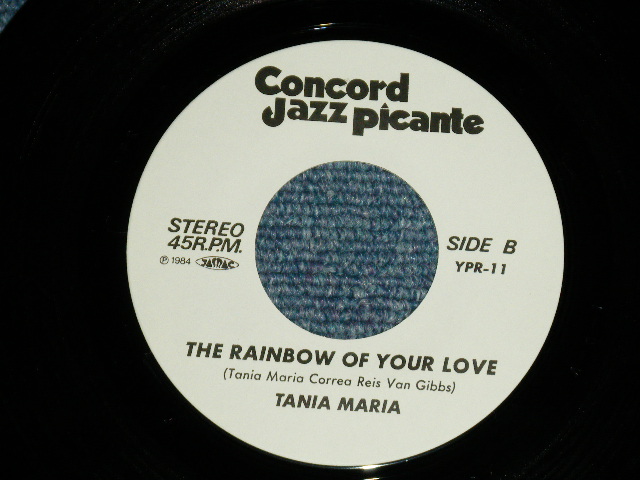 Concord
Jazz picante
STEREO
45R.P.M.
℗ 1984 JASRAC
SIDE B
YPR-11
THE RAINBOW OF YOUR LOVE
(Tania Maria Correa Reis Van Gibbs)
TANIA MARIA